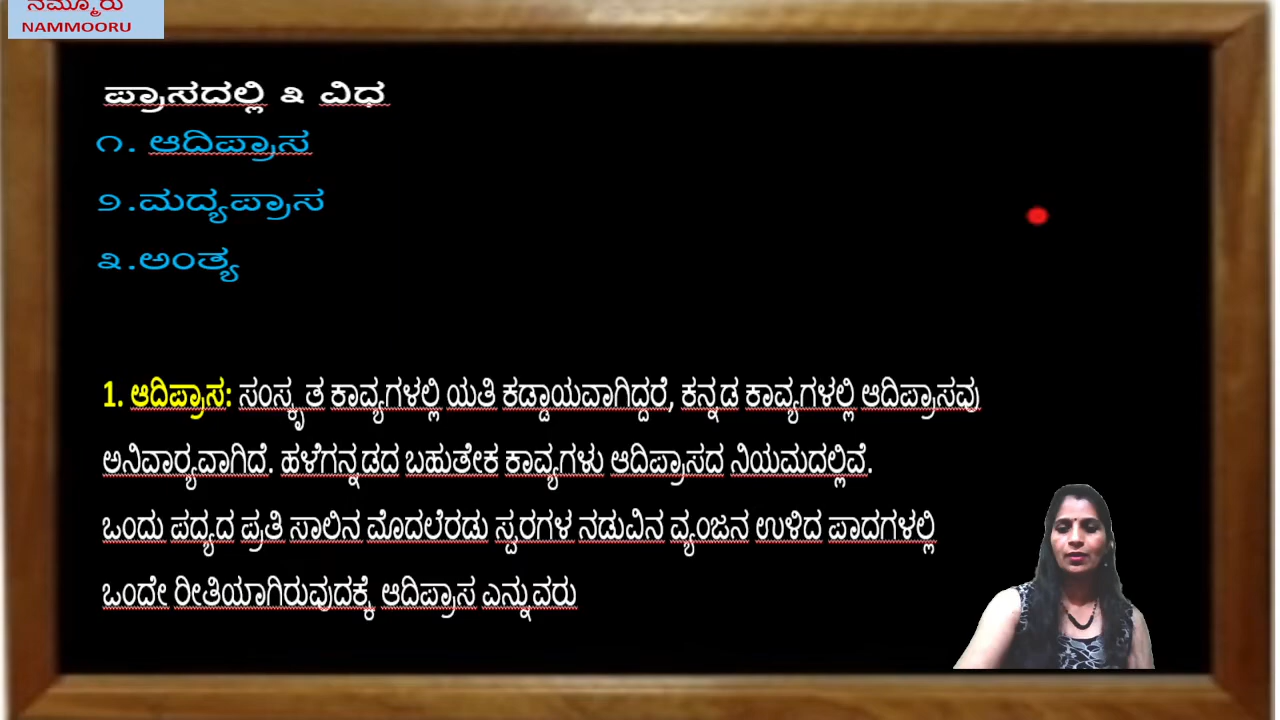 ನಮ್ಮೂರು
NAMMOORU
ಪ್ರಾಸದಲ್ಲಿ ೩ ವಿಧ
೧. ಆದಿಪ್ರಾಸ
೨.ಮದ್ಯಪ್ರಾಸ
೩.ಅಂತ್ಯ
1. ಆದಿಪ್ರಾಸ: ಸಂಸ್ಕೃತ ಕಾವ್ಯಗಳಲ್ಲಿ ಯತಿ ಕಡ್ಡಾಯವಾಗಿದ್ದರೆ, ಕನ್ನಡ ಕಾವ್ಯಗಳಲ್ಲಿ ಆದಿಪ್ರಾಸವು
ಅನಿವಾರ‍್ಯವಾಗಿದೆ. ಹಳೆಗನ್ನಡದ ಬಹುತೇಕ ಕಾವ್ಯಗಳು ಆದಿಪ್ರಾಸದ ನಿಯಮದಲ್ಲಿವೆ.
ಒಂದು ಪದ್ಯದ ಪ್ರತಿ ಸಾಲಿನ ಮೊದಲೆರಡು ಸ್ವರಗಳ ನಡುವಿನ ವ್ಯಂಜನ ಉಳಿದ ಪಾದಗಳಲ್ಲಿ
ಒಂದೇ ರೀತಿಯಾಗಿರುವುದಕ್ಕೆ ಆದಿಪ್ರಾಸ ಎನ್ನುವರು